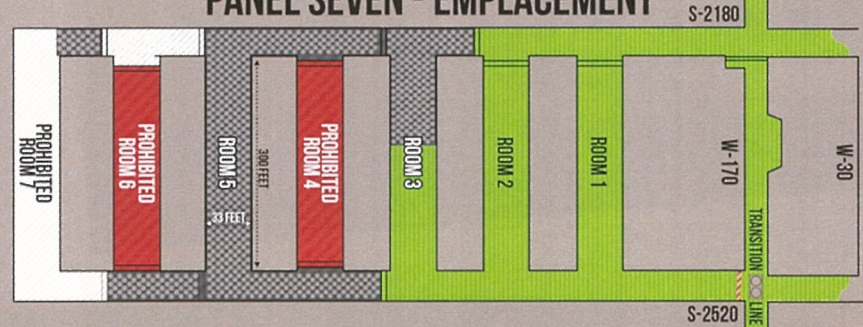 PANEL SEVEN - EMPLACEMENT
S-2180
PROHIBITED
ROOM 7
PROHIBITED
ROOM 6
ROOM 5
33 FEET
300 FEET
PROHIBITED
ROOM 4
ROOM 3
ROOM 2
ROOM 1
W-170
TRANSITION LINE
W-30
S-2520